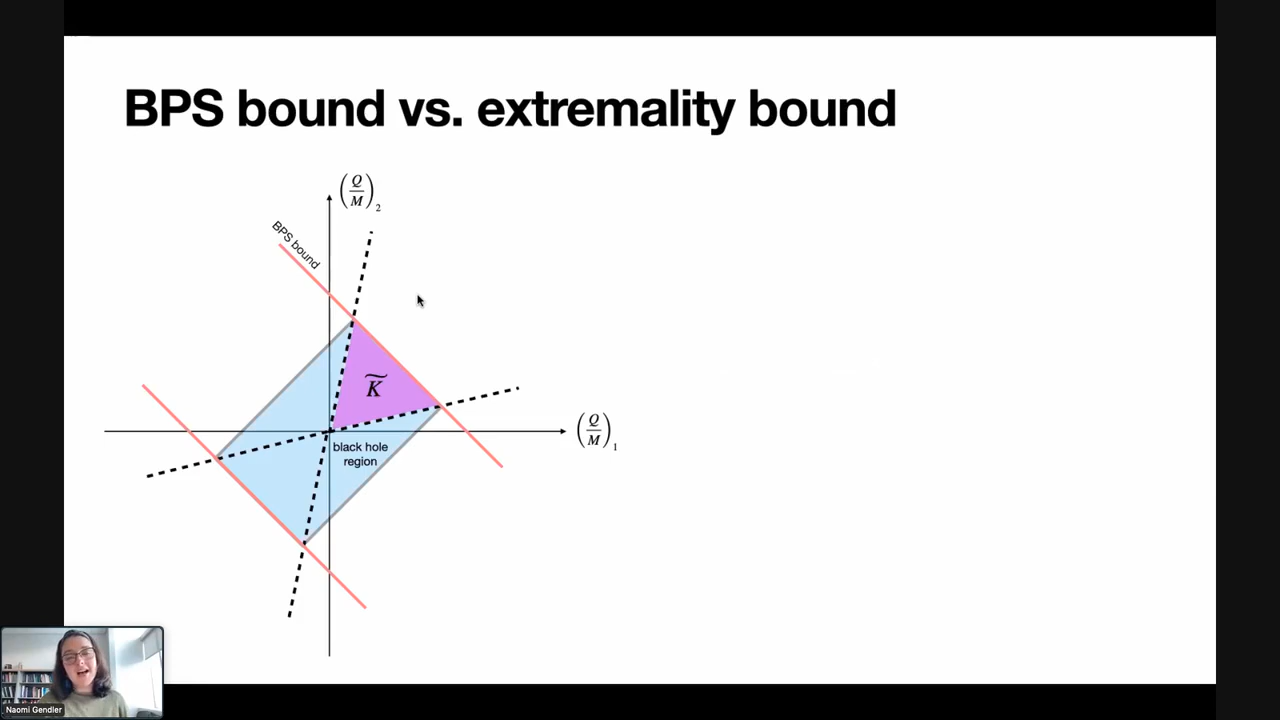 BPS bound vs. extremality bound
(Q/M)₂
BPS bound
K̃
(Q/M)₁
black hole
region
Naomi Gendler